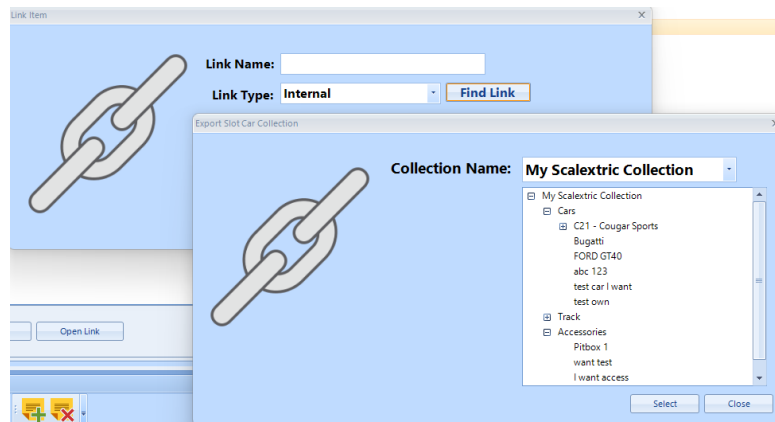 Link Item
Link Name:
Link Type: Internal Find Link
Export Slot Car Collection
Collection Name: My Scalextric Collection
My Scalextric Collection
Cars
C21 - Cougar Sports
Bugatti
FORD GT40
abc 123
test car I want
test own
Track
Accessories
Pitbox 1
want test
I want access
Open Link
Select Close